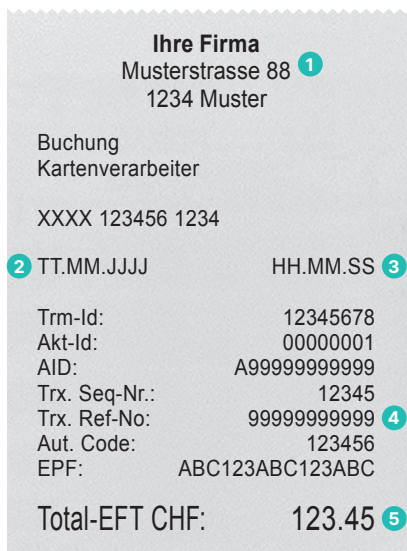 Ihre Firma
Musterstrasse 88 1
1234 Muster
Buchung
Kartenverarbeiter
XXXX 123456 1234
2 TT.MM.JJJJ HH.MM.SS 3
Trm-Id: 12345678
Akt-Id: 00000001
AID: A99999999999
Trx. Seq-Nr.: 12345
Trx. Ref-No: 99999999999 4
Aut. Code: 123456
EPF: ABC123ABC123ABC
Total-EFT CHF: 123.45 5